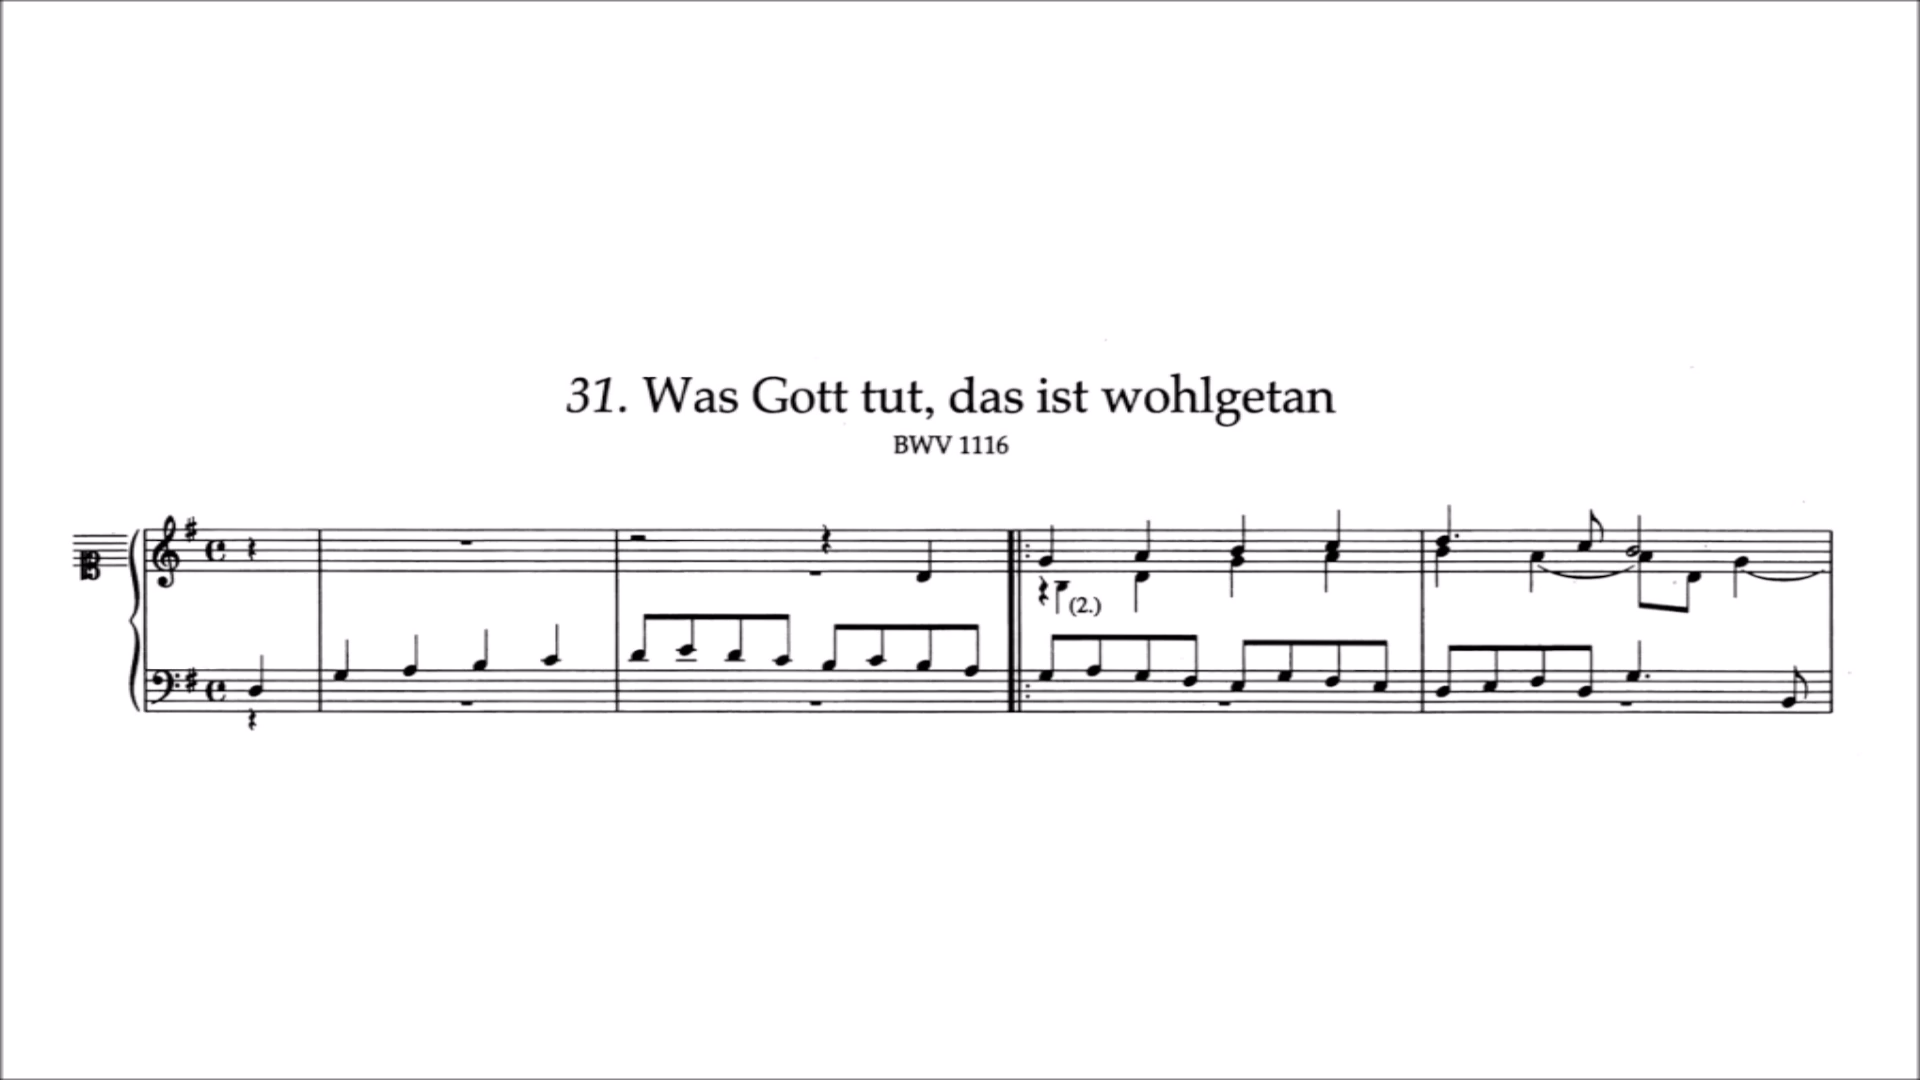 31. Was Gott tut, das ist wohlgetan
BWV 1116
(2.)